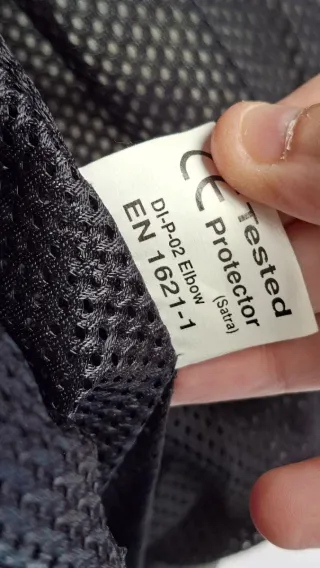 CE Tested
Protector
(Satra)
DI-P-02 Elbow
EN 1621-1